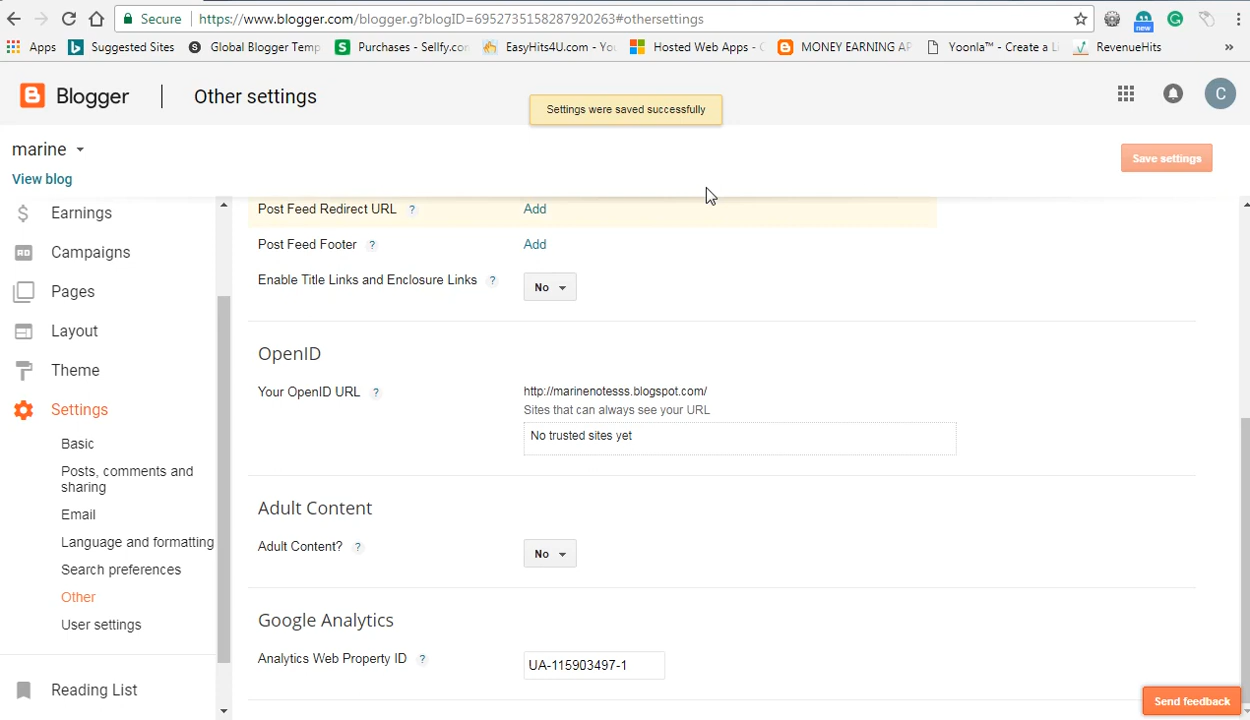 Secure https://www.blogger.com/blogger.g?blogID=6952735158287920263#othersettings
new
Apps Suggested Sites Global Blogger Temp Purchases - Sellfy.con EasyHits4U.com - You Hosted Web Apps - C MONEY EARNING AP Yoonla™ - Create a Li RevenueHits »
Blogger Other settings
Settings were saved successfully
C
marine
Save settings
View blog
Earnings
Campaigns
Pages
Layout
Theme
Settings
Basic
Posts, comments and
sharing
Email
Language and formatting
Search preferences
Other
User settings
Reading List
Post Feed Redirect URL ? Add
Post Feed Footer ? Add
Enable Title Links and Enclosure Links ? No
OpenID
Your OpenID URL ? http://marinenotesss.blogspot.com/
Sites that can always see your URL
No trusted sites yet
Adult Content
Adult Content? ? No
Google Analytics
Analytics Web Property ID ? UA-115903497-1
Send feedback